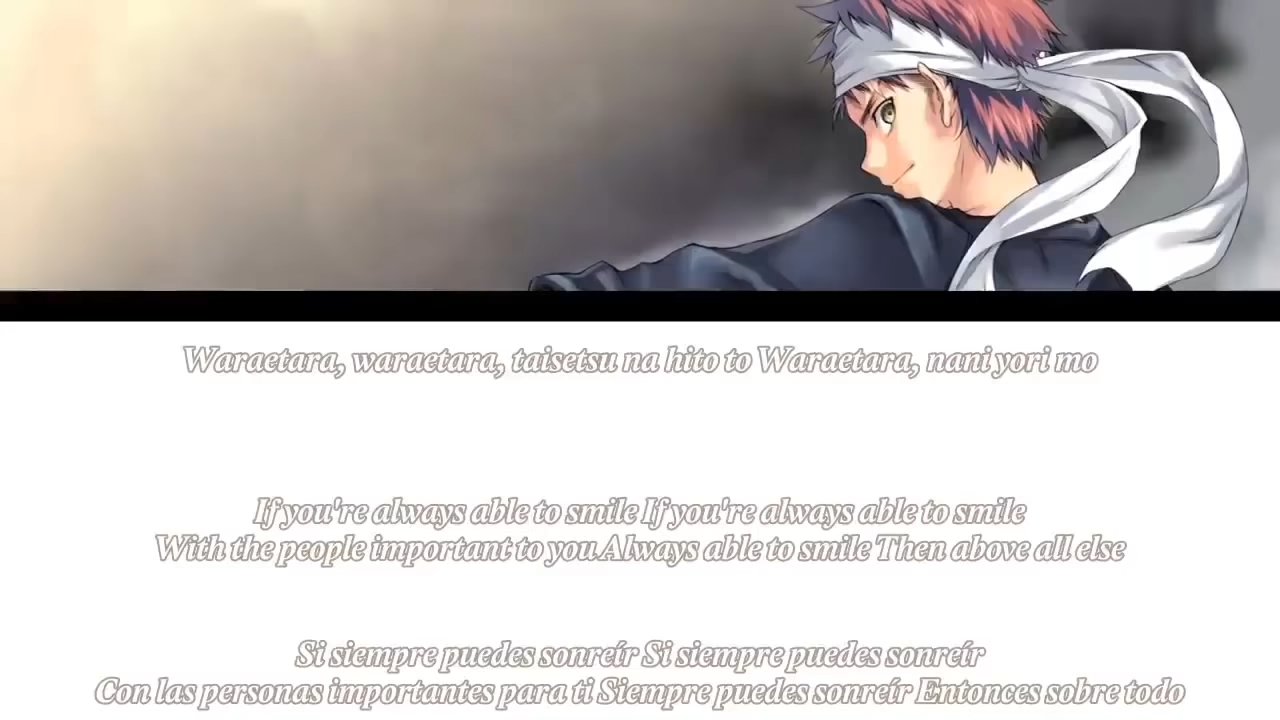 Waraetara, waraetara, taisetsu na hito to Waraetara, nani yori mo
If you're always able to smile If you're always able to smile
With the people important to you Always able to smile Then above all else
Si siempre puedes sonreír Si siempre puedes sonreír
Con las personas importantes para ti Siempre puedes sonreír Entonces sobre todo